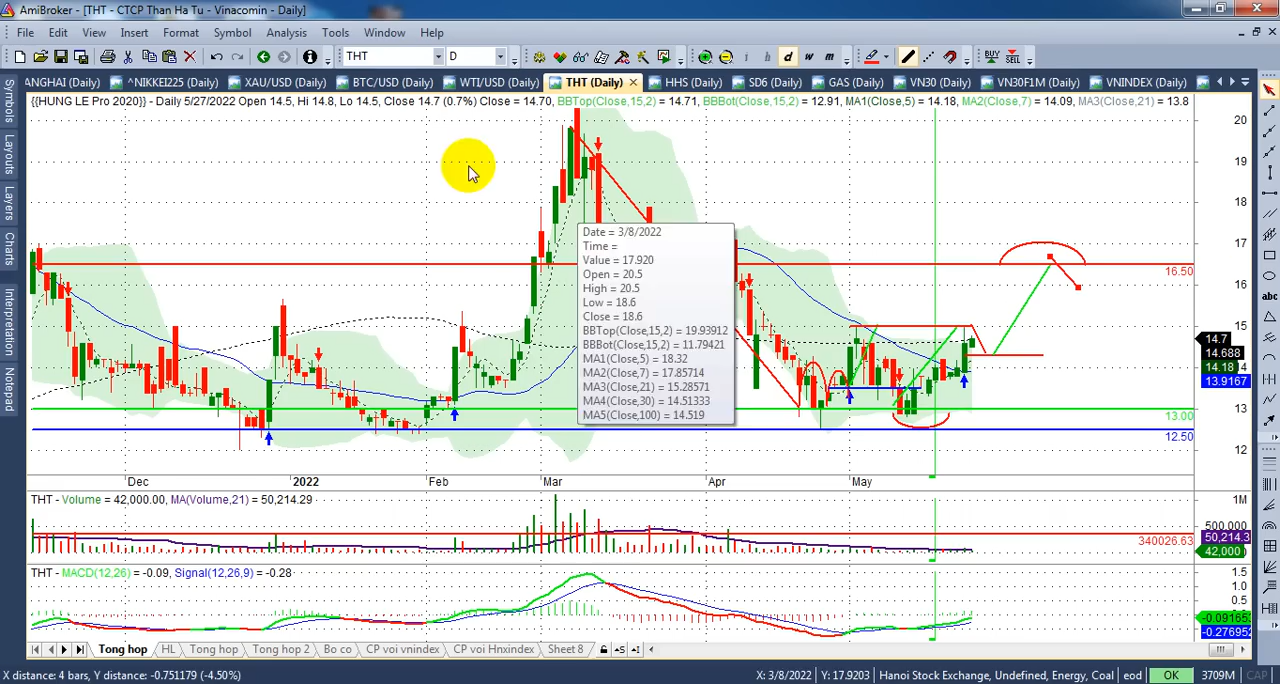 AmiBroker - [THT - CTCP Than Ha Tu - Vinacomin - Daily]
File Edit View Insert Format Symbol Analysis Tools Window Help
THT D i h d w m BUY SELL
ANGHAI (Daily) ^NIKKEI225 (Daily) XAU/USD (Daily) BTC/USD (Daily) WTI/USD (Daily) THT (Daily) HHS (Daily) SD6 (Daily) GAS (Daily) VN30 (Daily) VN30F1M (Daily) VNINDEX (Daily)
{{HUNG LE Pro 2020}} - Daily 5/27/2022 Open 14.5, Hi 14.8, Lo 14.5, Close 14.7 (0.7%) Close = 14.70, BBTop(Close,15,2) = 14.71, BBBot(Close,15,2) = 12.91, MA1(Close,5) = 14.18, MA2(Close,7) = 14.09, MA3(Close,21) = 13.8
Symbols
Layouts
Layers
Charts
Interpretation
Notepad
abc
20
19
18
17
16.50
16
15
14.7
14.688
14.18
13.9167
13
13.00
12.50
12
Date = 3/8/2022
Time =
Value = 17.920
Open = 20.5
High = 20.5
Low = 18.6
Close = 18.6
BBTop(Close,15,2) = 19.93912
BBBot(Close,15,2) = 11.79421
MA1(Close,5) = 18.32
MA2(Close,7) = 17.85714
MA3(Close,21) = 15.28571
MA4(Close,30) = 14.51333
MA5(Close,100) = 14.519
Dec 2022 Feb Mar Apr May
THT - Volume = 42,000.00, MA(Volume,21) = 50,214.29
1M
500,000
340026.63
50,214.3
42,000
THT - MACD(12,26) = -0.09, Signal(12,26,9) = -0.28
1.5
1.0
0.5
-0.09165
-0.276952
Tong hop HL Tong hop Tong hop 2 Bo co CP voi vnindex CP voi Hnxindex Sheet 8
X distance: 4 bars, Y distance: -0.751179 (-4.50%) X: 3/8/2022 Y: 17.9203 Hanoi Stock Exchange, Undefined, Energy, Coal eod OK 3709M CAP